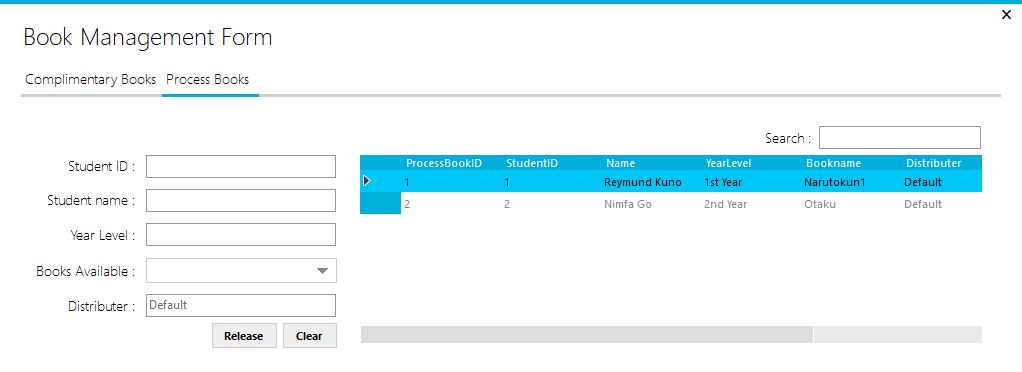 Book Management Form
Complimentary Books Process Books
Search :
Student ID :
Student name :
Year Level :
Books Available :
Distributer : Default
Release Clear
ProcessBookID StudentID Name YearLevel Bookname Distributer
1 1 Reymund Kuno 1st Year Narutokun1 Default
2 2 Nimfa Go 2nd Year Otaku Default